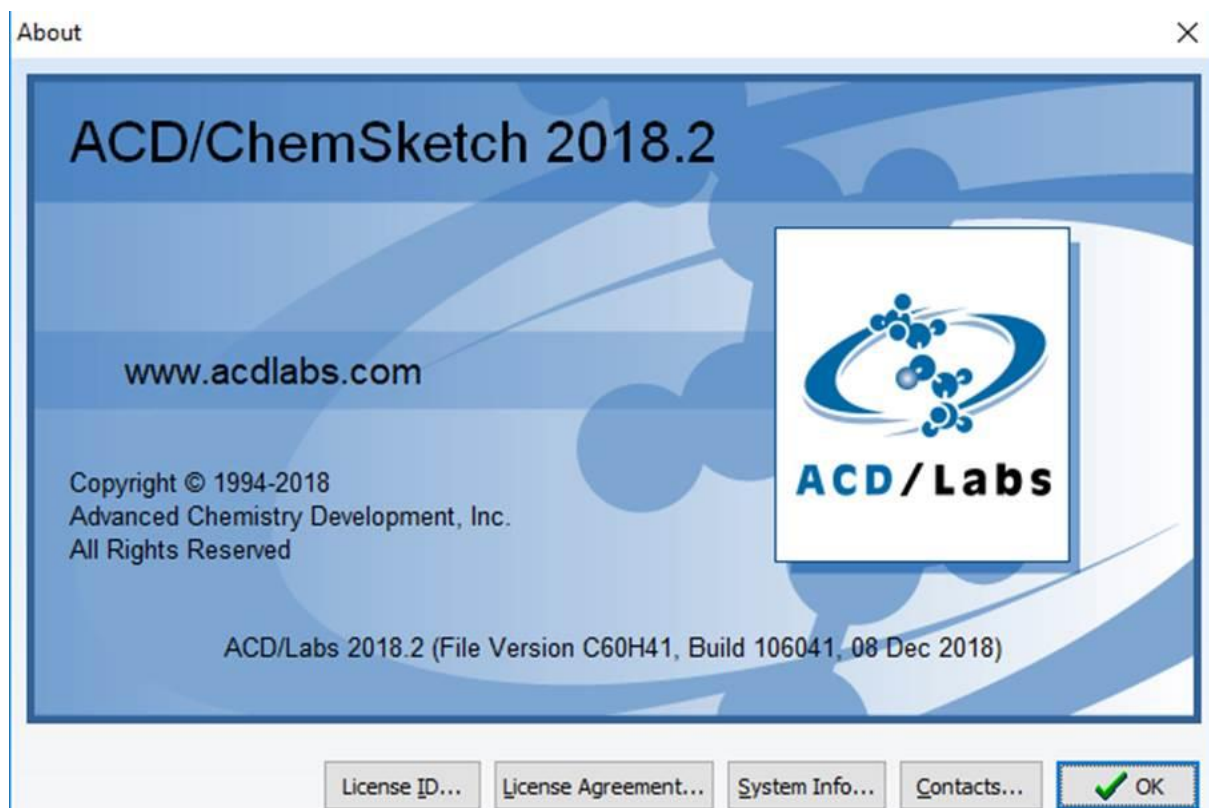 About
ACD/ChemSketch 2018.2
www.acdlabs.com
ACD/Labs
Copyright © 1994-2018
Advanced Chemistry Development, Inc.
All Rights Reserved
ACD/Labs 2018.2 (File Version C60H41, Build 106041, 08 Dec 2018)
License ID... License Agreement... System Info... Contacts... OK